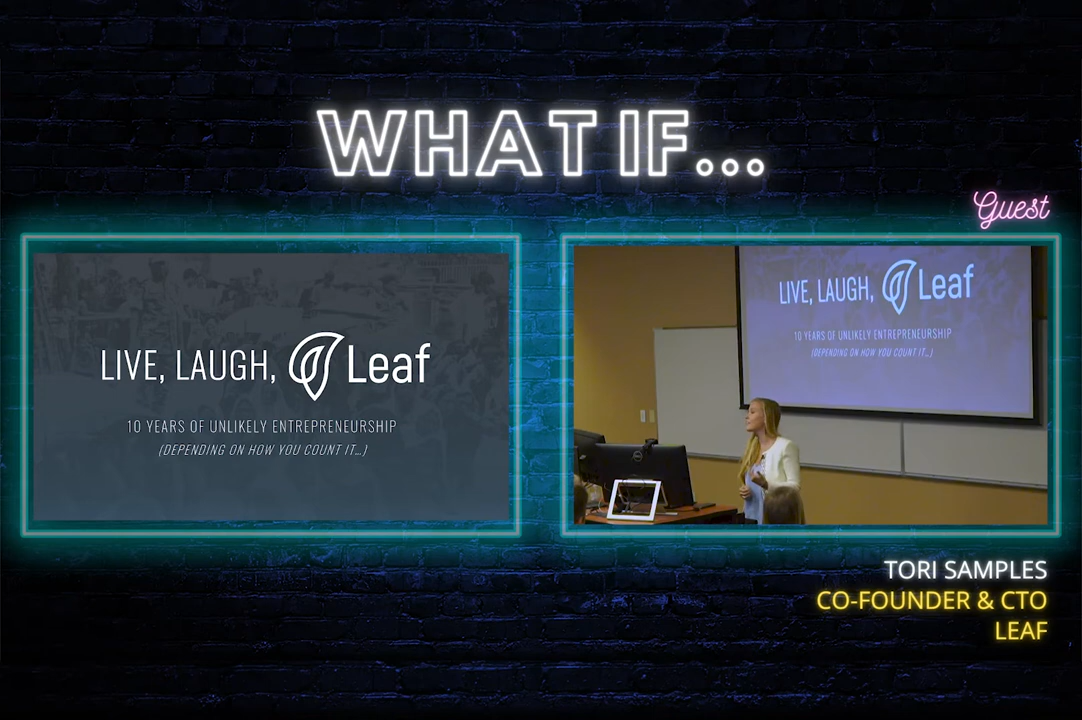 WHAT IF...
Guest
LIVE, LAUGH, Leaf
10 YEARS OF UNLIKELY ENTREPRENEURSHIP
(DEPENDING ON HOW YOU COUNT IT...)
LIVE, LAUGH, Leaf
10 YEARS OF UNLIKELY ENTREPRENEURSHIP
(DEPENDING ON HOW YOU COUNT IT...)
DELL
TORI SAMPLES
CO-FOUNDER & CTO
LEAF